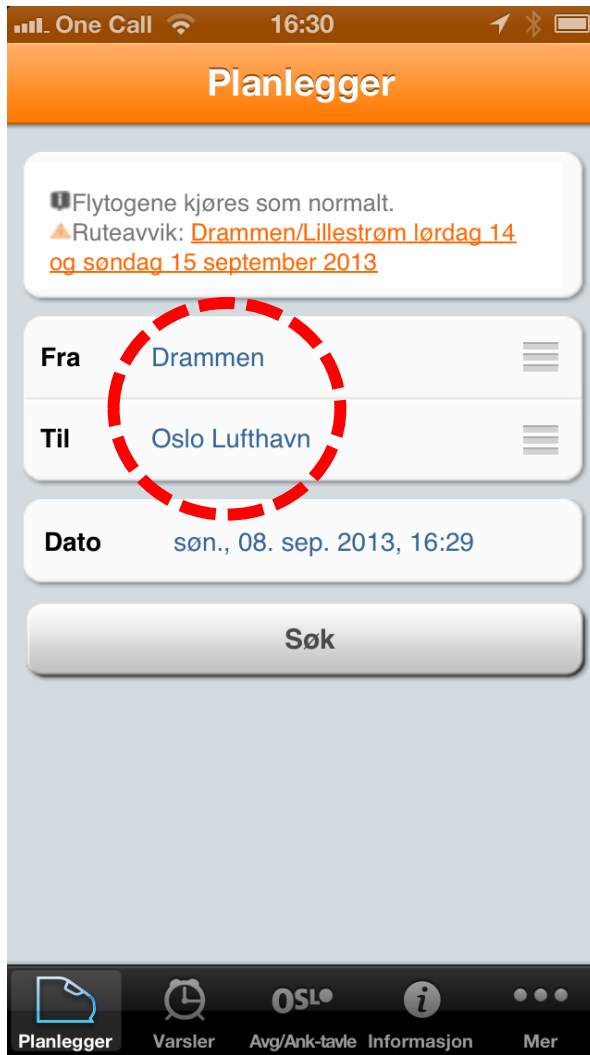 One Call 16:30
Planlegger
Flytogene kjøres som normalt.
Ruteavvik: Drammen/Lillestrøm lørdag 14
og søndag 15 september 2013
Fra Drammen
Til Oslo Lufthavn
Dato søn., 08. sep. 2013, 16:29
Søk
OSL
Planlegger Varsler Avg/Ank-tavle Informasjon Mer